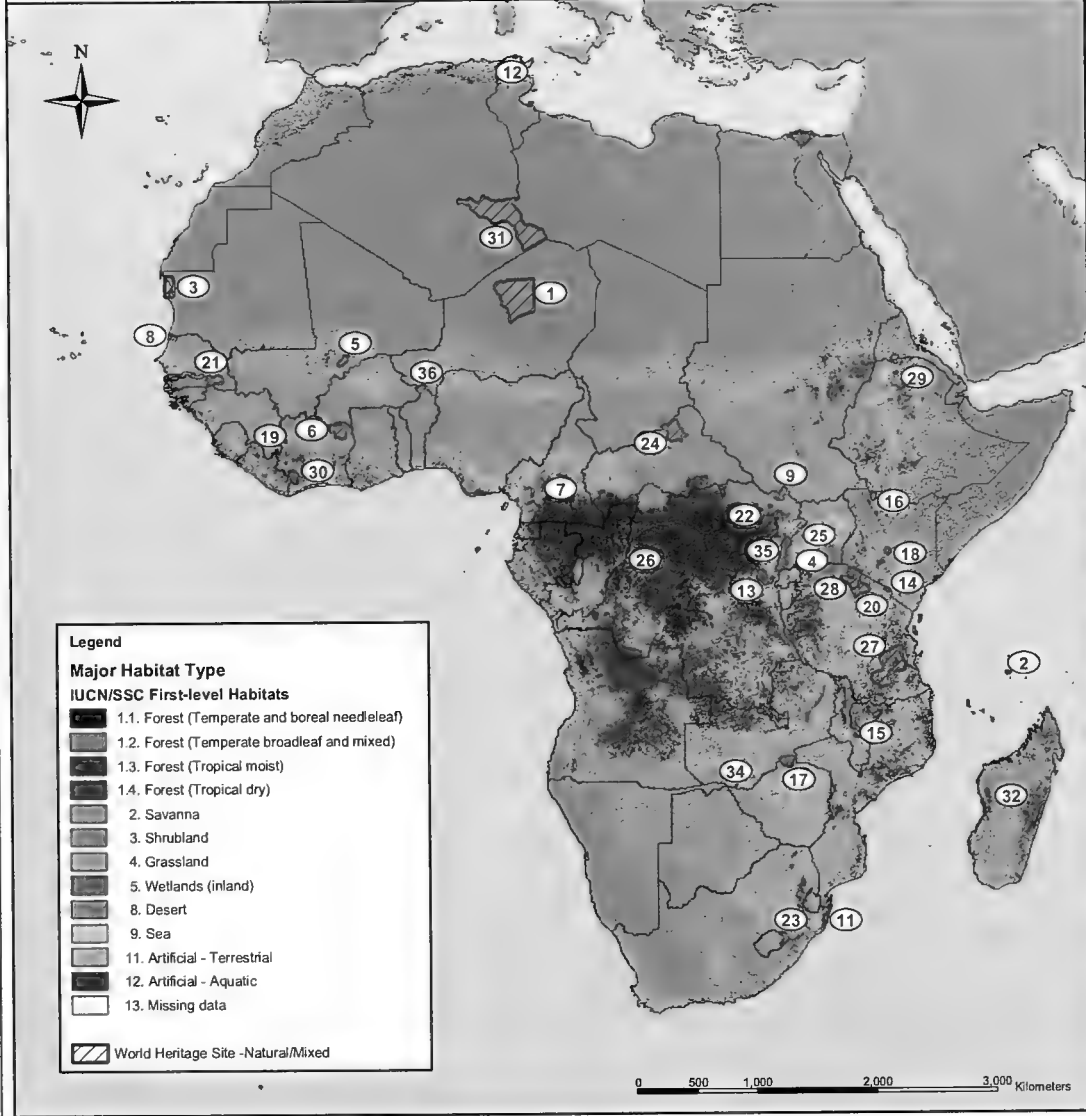 N
12
31
3
1
8
5
21
36
29
6
19
24
30
9
7
16
22
25
35
18
26
4
14
13
28
20
27
2
15
34
17
32
23
11
Legend
Major Habitat Type
IUCN/SSC First-level Habitats
1.1. Forest (Temperate and boreal needleleaf)
1.2. Forest (Temperate broadleaf and mixed)
1.3. Forest (Tropical moist)
1.4. Forest (Tropical dry)
2. Savanna
3. Shrubland
4. Grassland
5. Wetlands (inland)
8. Desert
9. Sea
11. Artificial - Terrestrial
12. Artificial - Aquatic
13. Missing data
World Heritage Site -Natural/Mixed
0 500 1,000 2,000 3,000 Kilometers